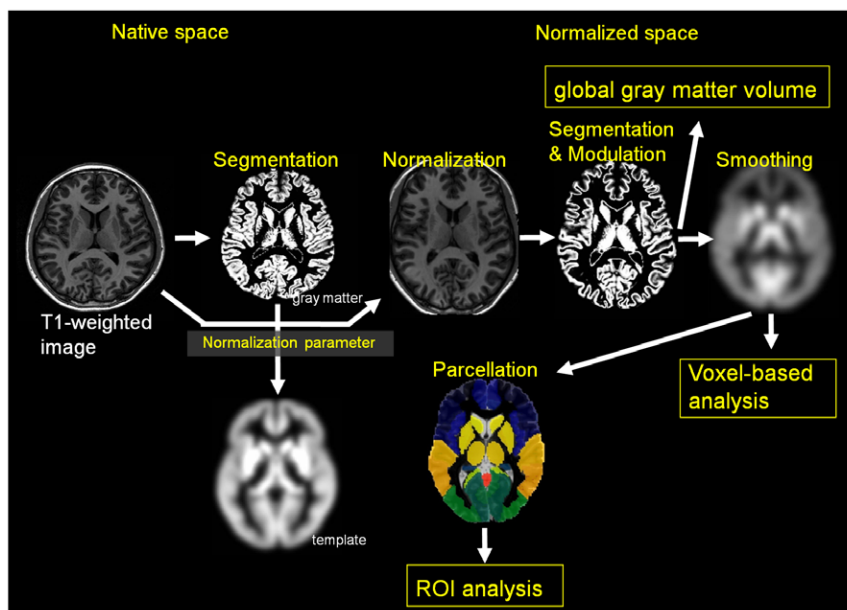 Native space
Normalized space
global gray matter volume
Segmentation
Normalization
Segmentation
& Modulation
Smoothing
gray matter
T1-weighted
image
Normalization parameter
Parcellation
Voxel-based
analysis
template
ROI analysis